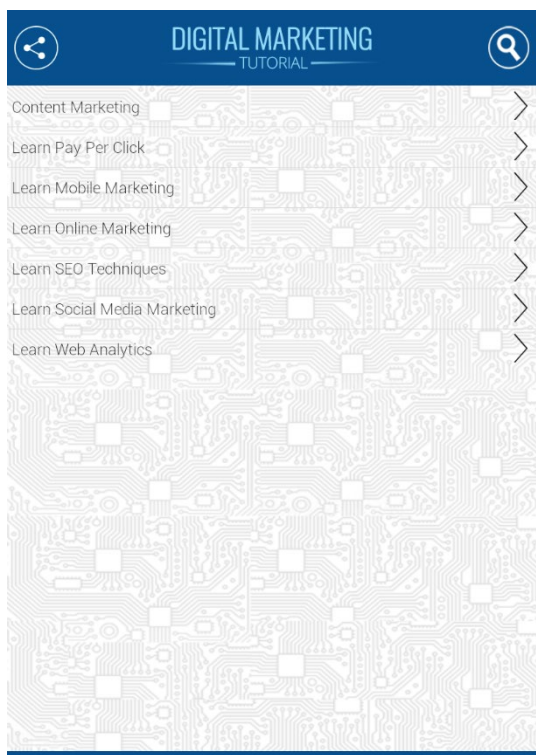 DIGITAL MARKETING
TUTORIAL
Content Marketing
Learn Pay Per Click
Learn Mobile Marketing
Learn Online Marketing
Learn SEO Techniques
Learn Social Media Marketing
Learn Web Analytics